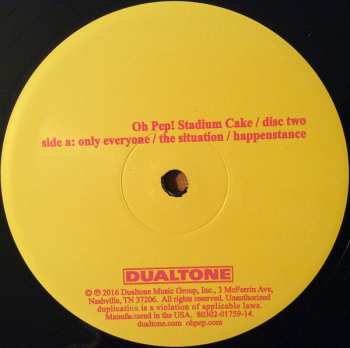 Oh Pep! Stadium Cake / disc two
side a: only everyone / the situation / happenstance
DUALTONE
© ℗ 2016 Dualtone Music Group, Inc., 3 McFerrin Ave,
Nashville, TN 37206. All rights reserved. Unauthorized
duplication is a violation of applicable laws.
Manufactured in the USA. 80302-01759-14.
dualtone.com ohpep.com